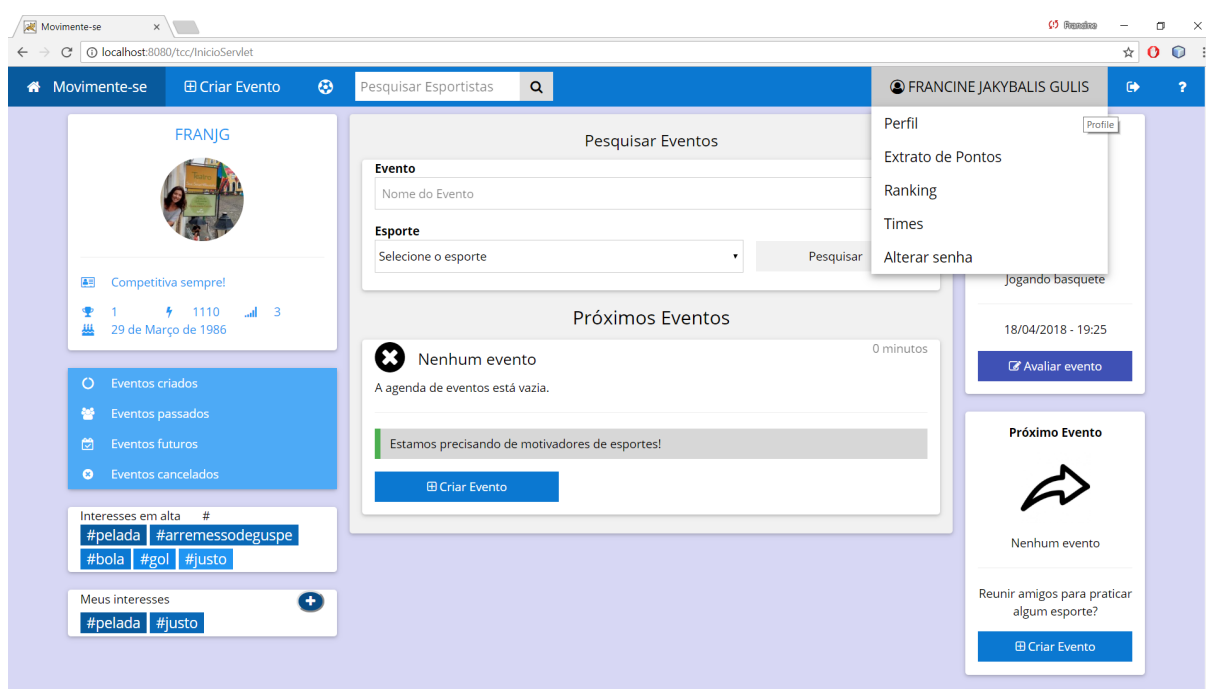 Movimente-se
Francine
localhost:8080/tcc/InicioServlet
Movimente-se
Criar Evento
Pesquisar Esportistas
FRANCINE JAKYBALIS GULIS
?
Perfil
Profile
Extrato de Pontos
Ranking
Times
Alterar senha
FRANJG
Competitiva sempre!
1 1110 3
29 de Março de 1986
Eventos criados
Eventos passados
Eventos futuros
Eventos cancelados
Interesses em alta #
#pelada #arremessodeguspe
#bola #gol #justo
Meus interesses
#pelada #justo
Pesquisar Eventos
Evento
Nome do Evento
Esporte
Selecione o esporte
Pesquisar
Próximos Eventos
Nenhum evento
0 minutos
A agenda de eventos está vazia.
Estamos precisando de motivadores de esportes!
Criar Evento
Jogando basquete
18/04/2018 - 19:25
Avaliar evento
Próximo Evento
Nenhum evento
Reunir amigos para praticar
algum esporte?
Criar Evento